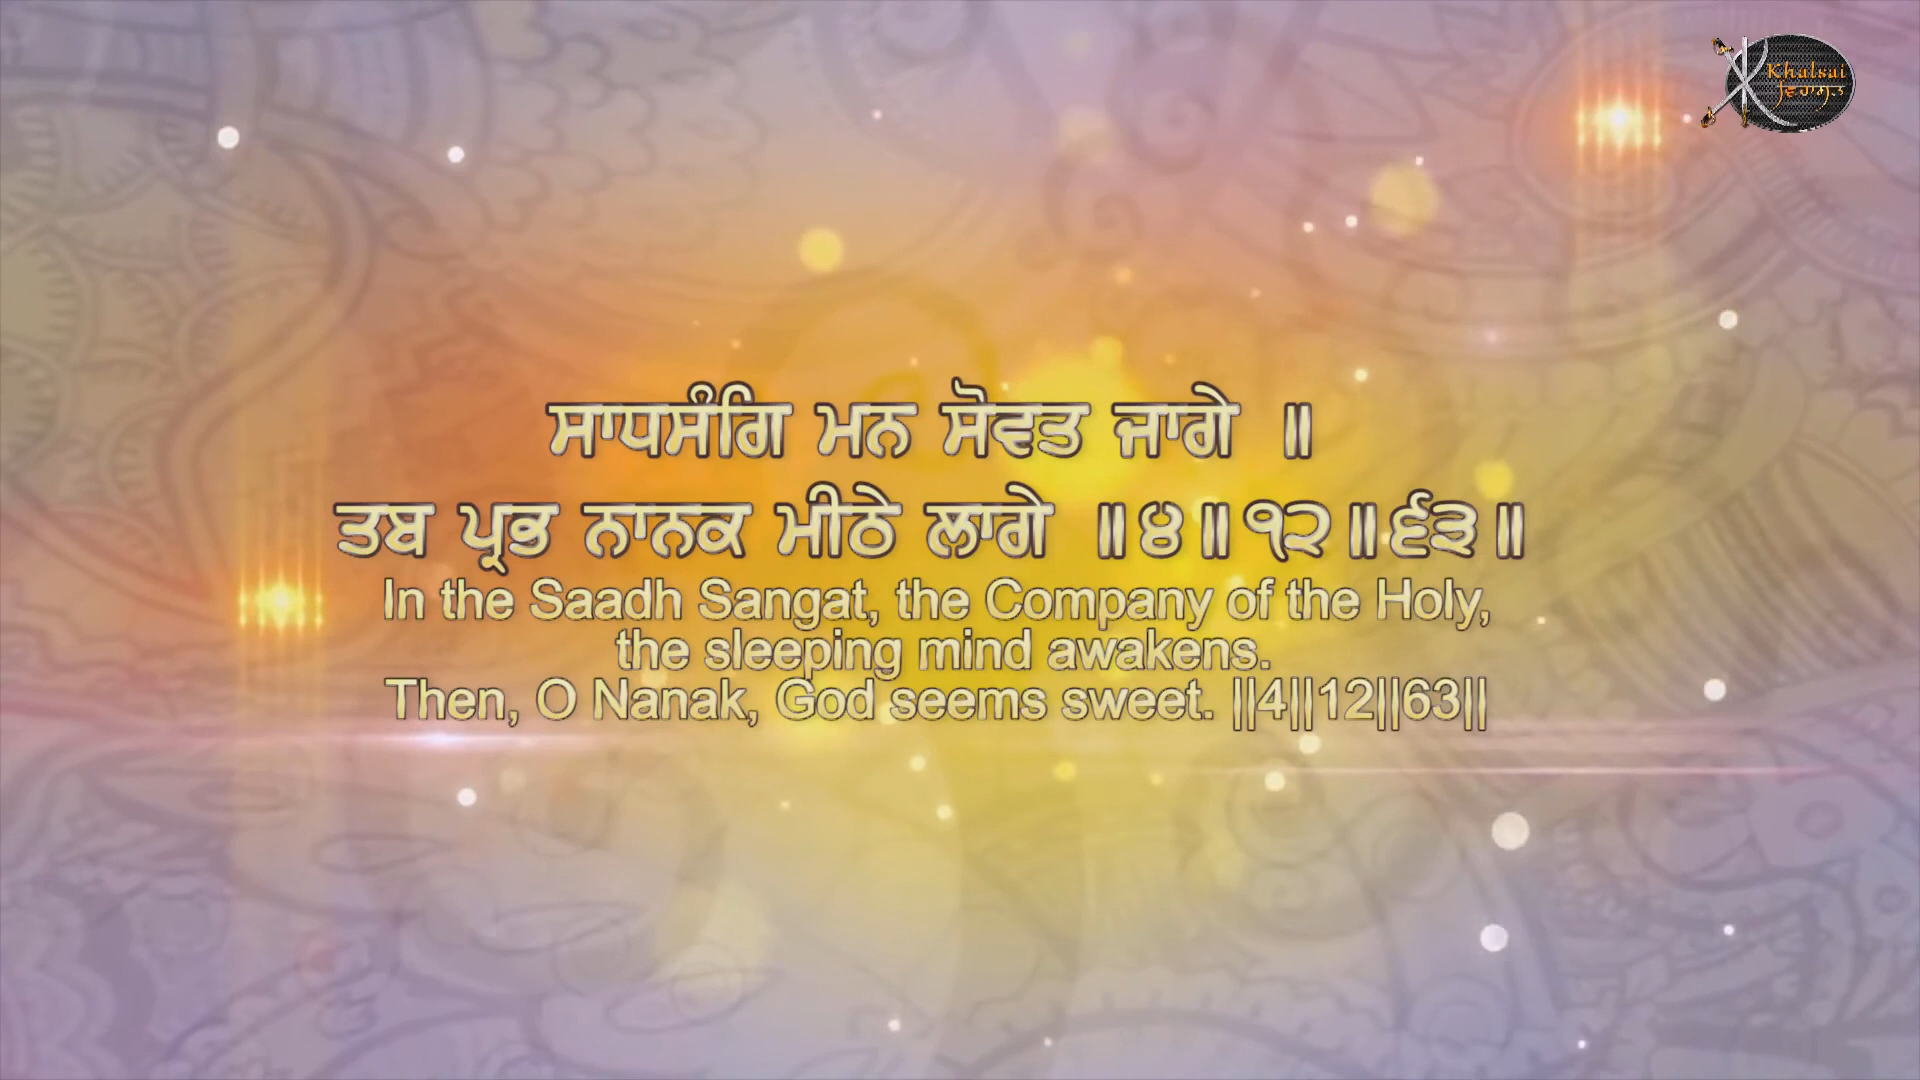 Khalsai
ਵਿਰਾਸਤ
ਸਾਧਸੰਗਿ ਮਨ ਸੋਵਤ ਜਾਗੇ ॥
ਤਬ ਪ੍ਰਭ ਨਾਨਕ ਮੀਠੇ ਲਾਗੇ ॥੪॥੧੨॥੬੩॥
In the Saadh Sangat, the Company of the Holy,
the sleeping mind awakens.
Then, O Nanak, God seems sweet. ||4||12||63||